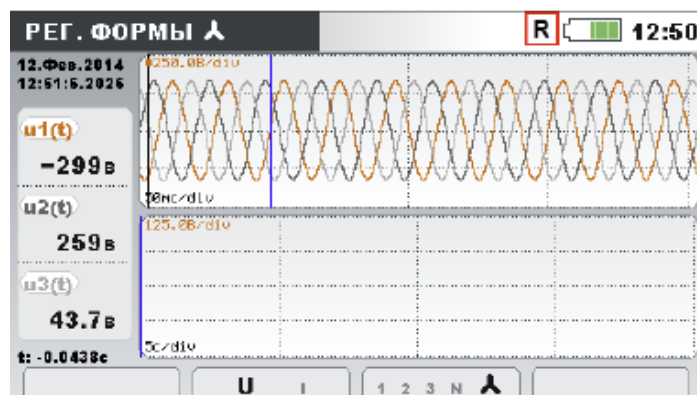 РЕГ. ФОРМЫ R 12:50
12.Фев.2014
12:51:5.2026
250.0В/div
u1(t)
-299в
50мс/div
u2(t)
259в
125.0В/div
u3(t)
43.7в
5с/div
t: -0.0438с
U I 1 2 3 N